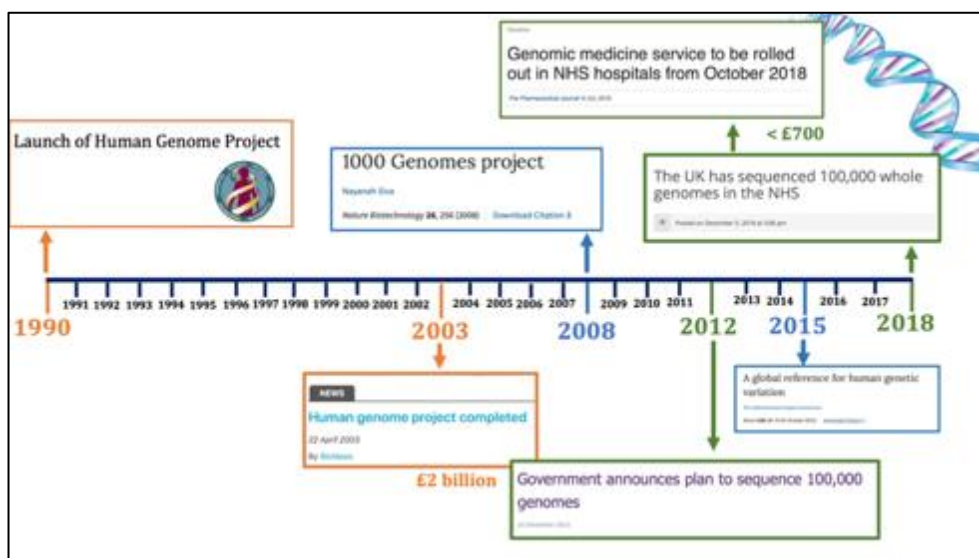 Genomic medicine service to be rolled
out in NHS hospitals from October 2018
< £700
Launch of Human Genome Project
1000 Genomes project
Nature Biotechnology 26, 256 (2008) Download Citation
The UK has sequenced 100,000 whole
genomes in the NHS
1990 1991 1992 1993 1994 1995 1996 1997 1998 1999 2000 2001 2002 2003 2004 2005 2006 2007 2008 2009 2010 2011 2012 2013 2014 2015 2016 2017 2018
NEWS
Human genome project completed
22 April 2003
By BioNews
£2 billion
A global reference for human genetic
variation
Government announces plan to sequence 100,000
genomes